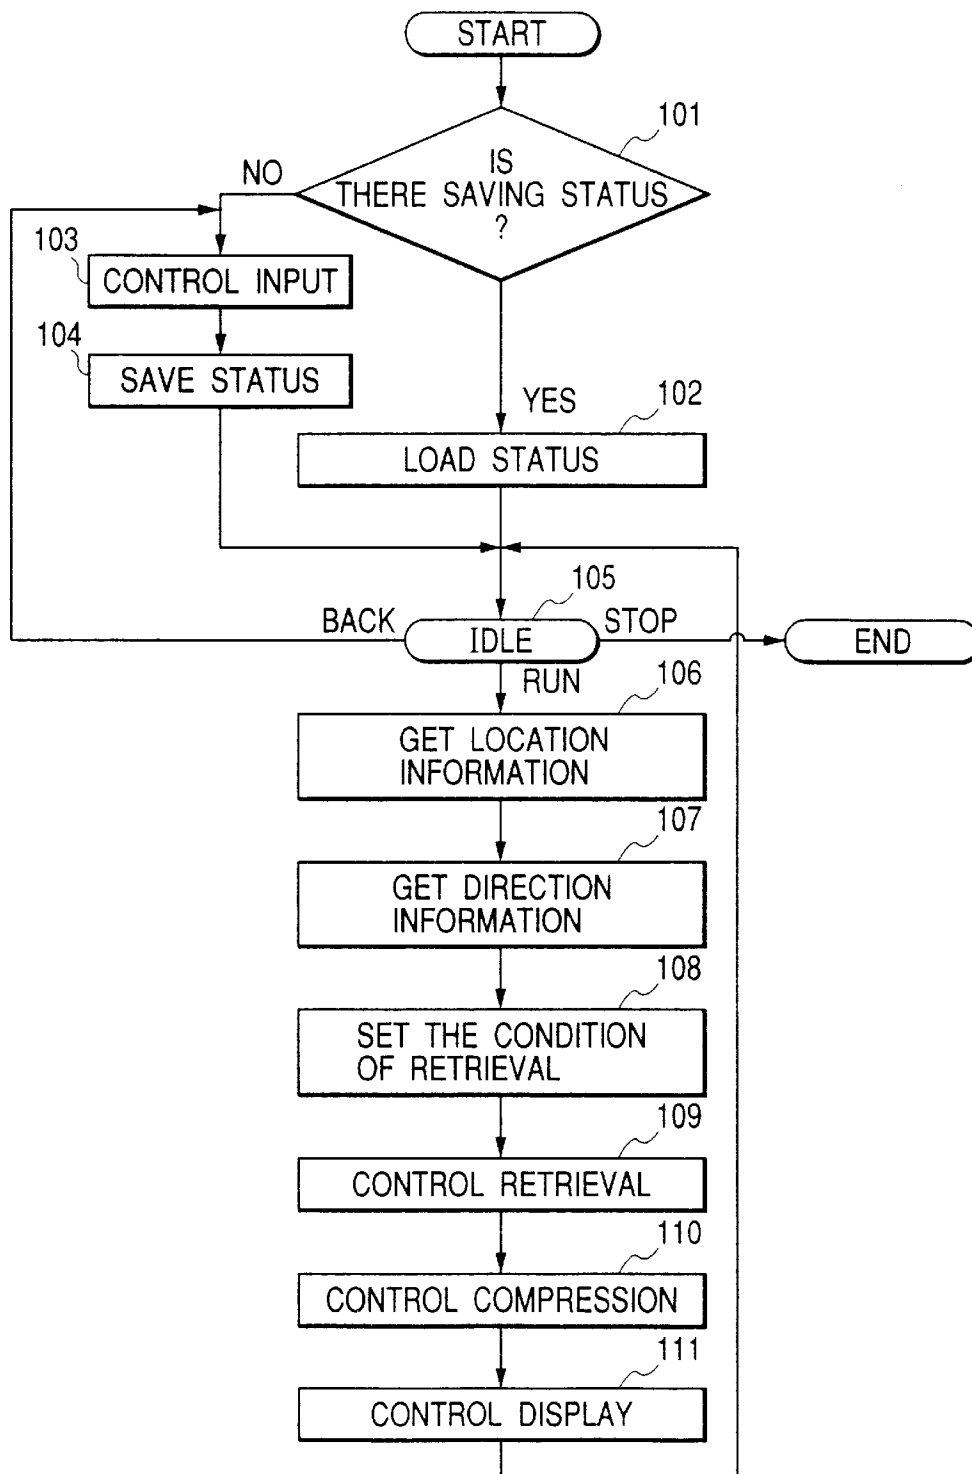 START
101
IS
THERE SAVING STATUS
?
NO
103
CONTROL INPUT
104
SAVE STATUS
YES
102
LOAD STATUS
105
BACK
IDLE
STOP
END
RUN
106
GET LOCATION
INFORMATION
107
GET DIRECTION
INFORMATION
108
SET THE CONDITION
OF RETRIEVAL
109
CONTROL RETRIEVAL
110
CONTROL COMPRESSION
111
CONTROL DISPLAY